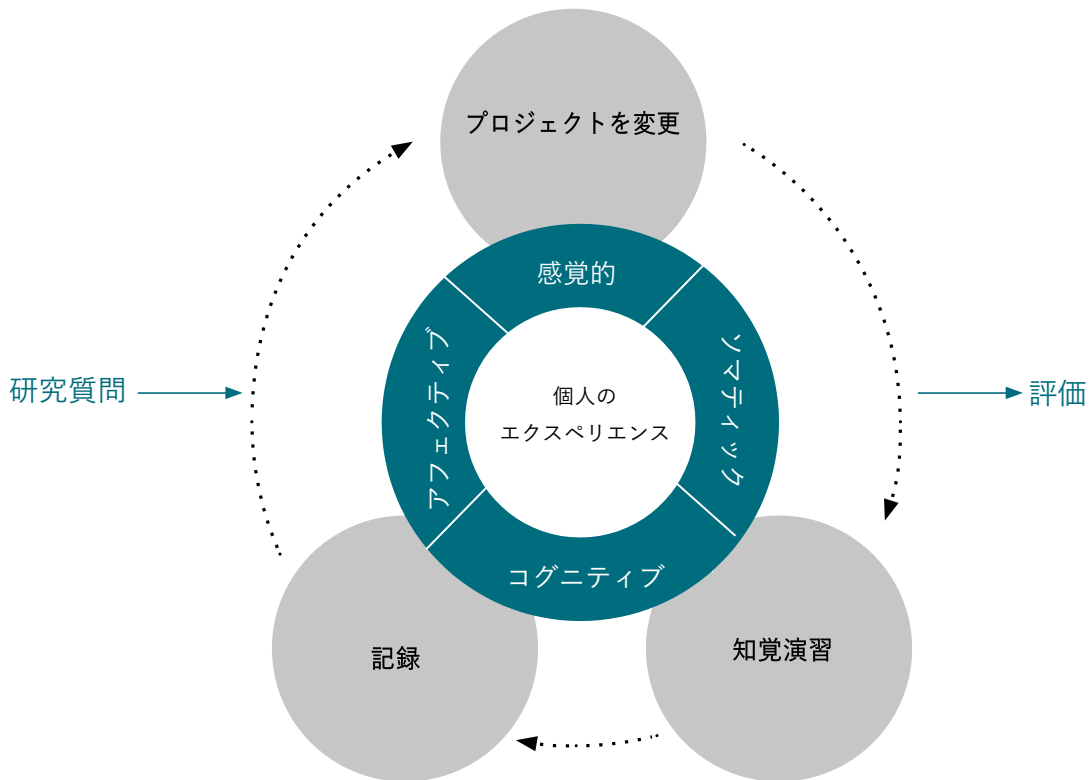 プロジェクトを変更
感覚的
アフェクティブ
ソマティック
個人の
エクスペリエンス
研究質問
評価
コグニティブ
記録
知覚演習